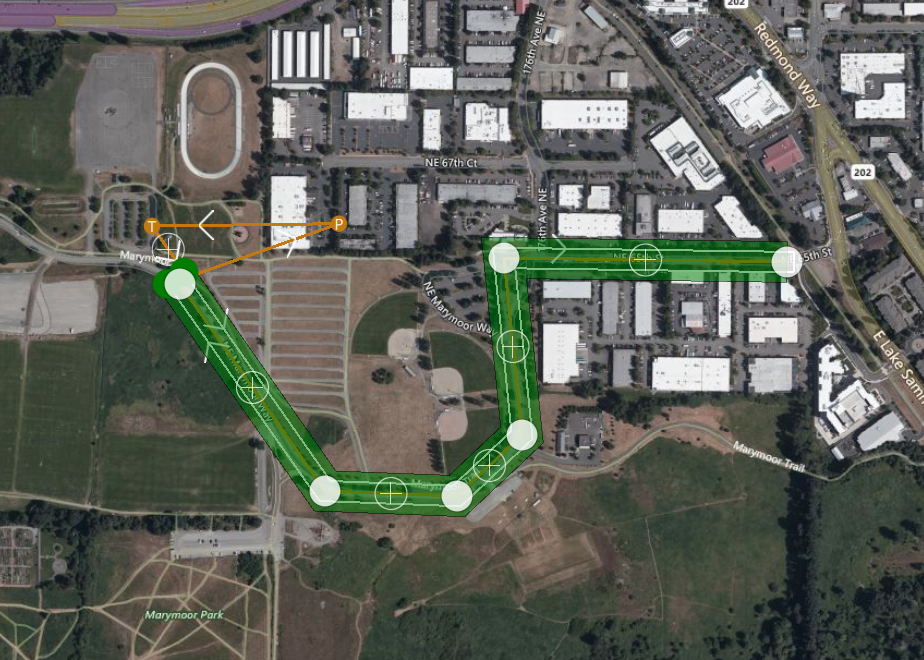 202
Redmond Way
176th Ave NE
NE 67th Ct
202
T
P
176th Ave NE
5th St
Marymoor
NE Marymoor Way
E Lake Samm
Marymoor Trail
Marymoor Park